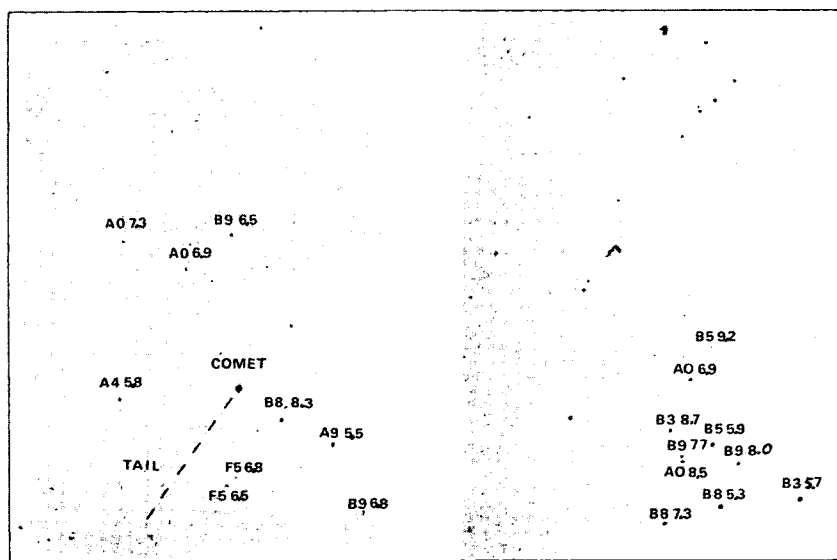 A0 7.3
B9 6.5
A0 6.9
COMET
A4 5.8
B8, 8.3
A9 5.5
TAIL
F5 6.8
F5 6.5
B9 6.8
B5 9.2
A0 6.9
B3 8.7
B5 5.9
B9 7.7
B9 8.0
A0 8.5
B3 5.7
B8 5.3
B8 7.3